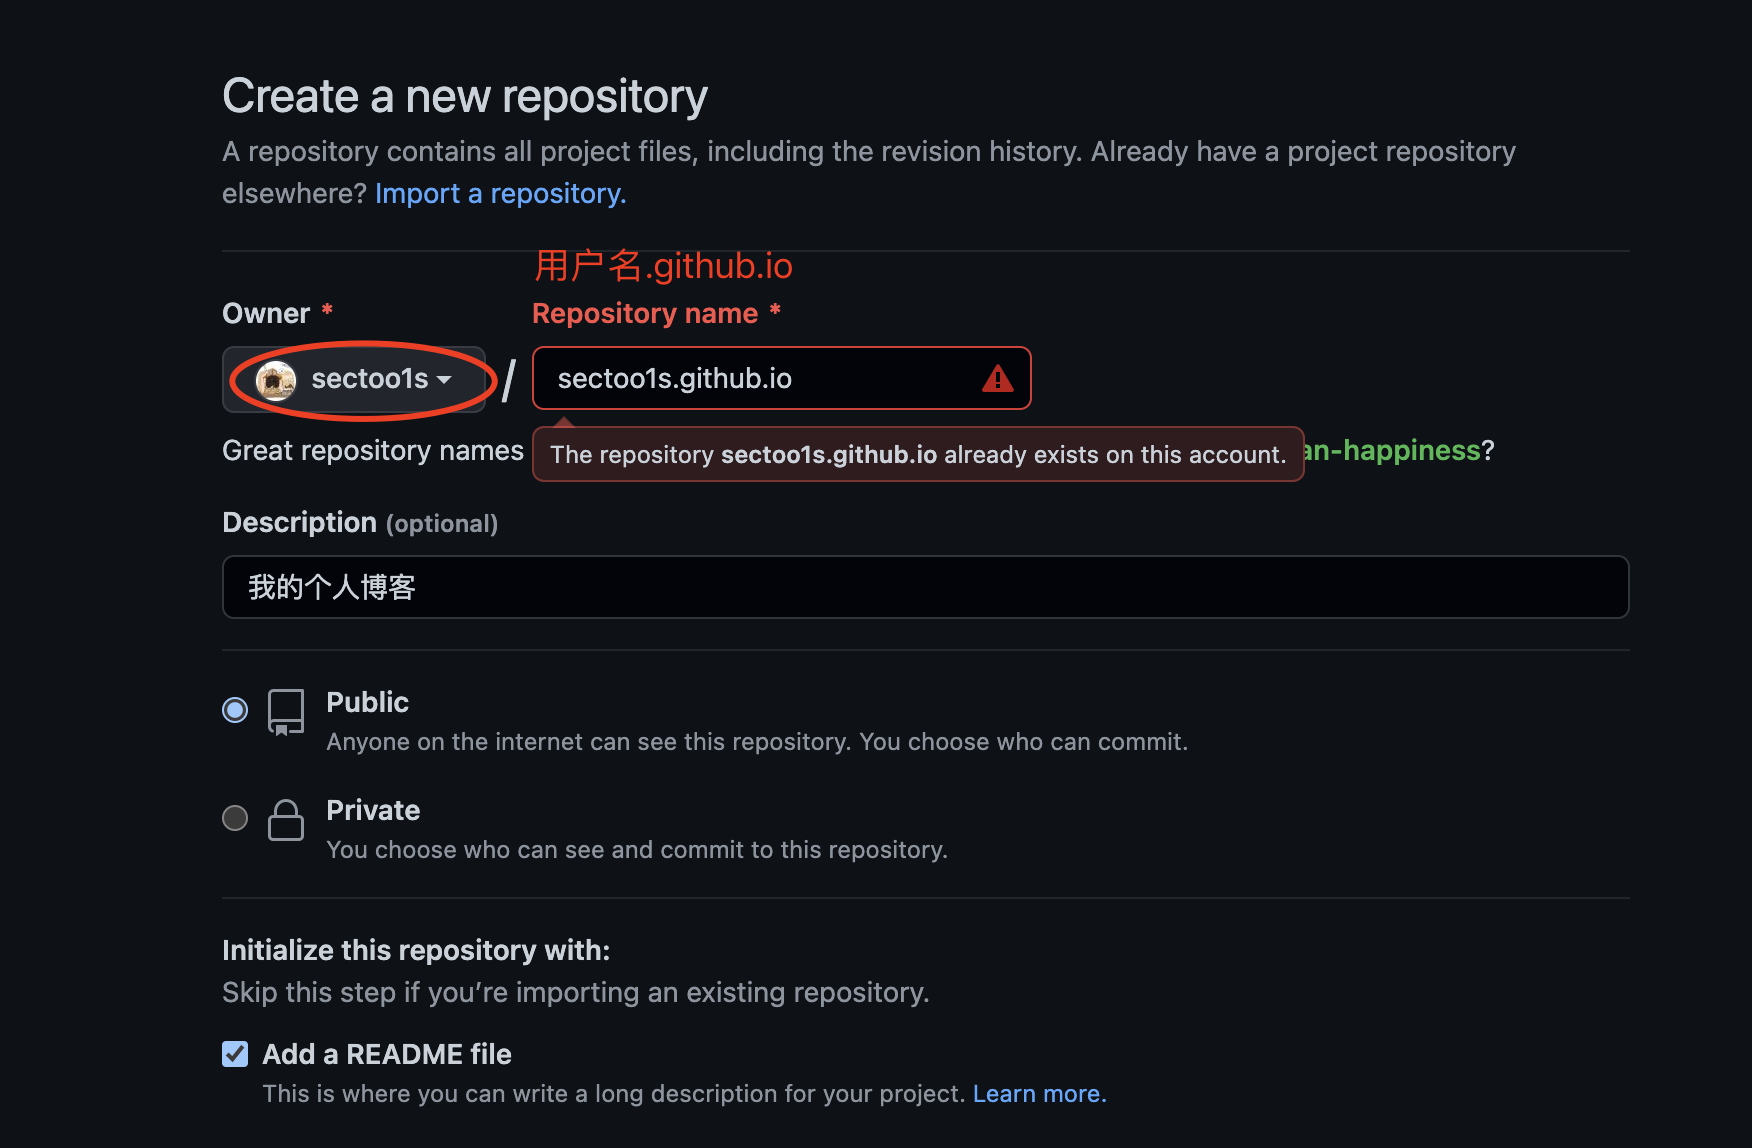 Create a new repository
A repository contains all project files, including the revision history. Already have a project repository
elsewhere? Import a repository.
用户名.github.io
Owner *
Repository name *
sectoo1s
/
sectoo1s.github.io
Great repository names
an-happiness?
The repository sectoo1s.github.io already exists on this account.
Description (optional)
我的个人博客
Public
Anyone on the internet can see this repository. You choose who can commit.
Private
You choose who can see and commit to this repository.
Initialize this repository with:
Skip this step if you’re importing an existing repository.
Add a README file
This is where you can write a long description for your project. Learn more.